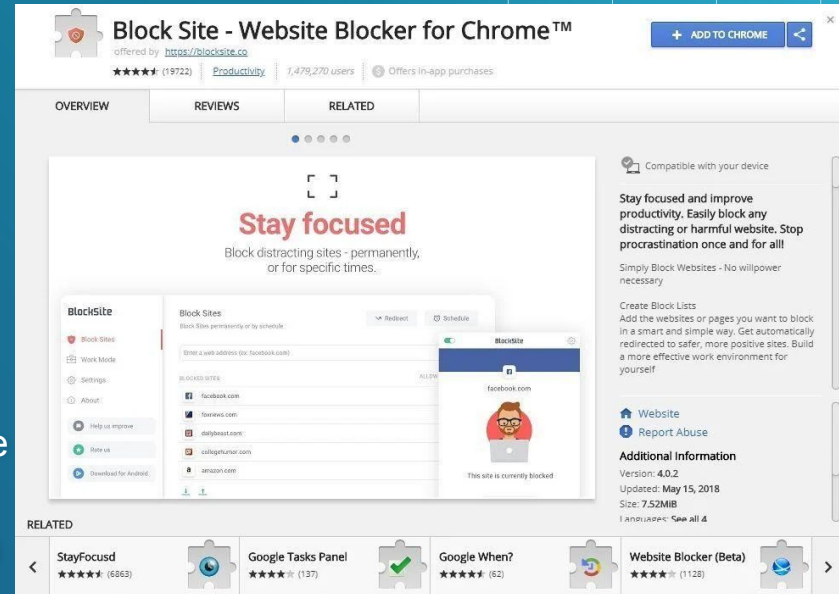 Block Site - Website Blocker for Chrome™
offered by https://blocksite.co
(19722) Productivity 1,479,270 users Offers in-app purchases
+ ADD TO CHROME
OVERVIEW REVIEWS RELATED
Stay focused
Block distracting sites - permanently,
or for specific times.
BlockSite
Block Sites
Work Mode
Settings
About
Help us improve
Rate us
Download for Android
Block Sites
Block Sites permanently or by schedule
Redirect
Schedule
Enter a web address (or facebook.com)
BLOCKED SITES
ALLOW
facebook.com
foxnews.com
dailybeast.com
collegehumor.com
amazon.com
BlockSite
facebook.com
This site is currently blocked
Compatible with your device
Stay focused and improve
productivity. Easily block any
distracting or harmful website. Stop
procrastination once and for all!
Simply Block Websites - No willpower
necessary
Create Block Lists
Add the websites or pages you want to block
in a smart and simple way. Get automatically
redirected to safer, more positive sites. Build
a more effective work environment for
yourself
Website
Report Abuse
Additional Information
Version: 4.0.2
Updated: May 15, 2018
Size: 7.52MiB
Languages: See all 4
e
RELATED
StayFocusd
(6863)
Google Tasks Panel
(137)
Google When?
(62)
Website Blocker (Beta)
(1128)